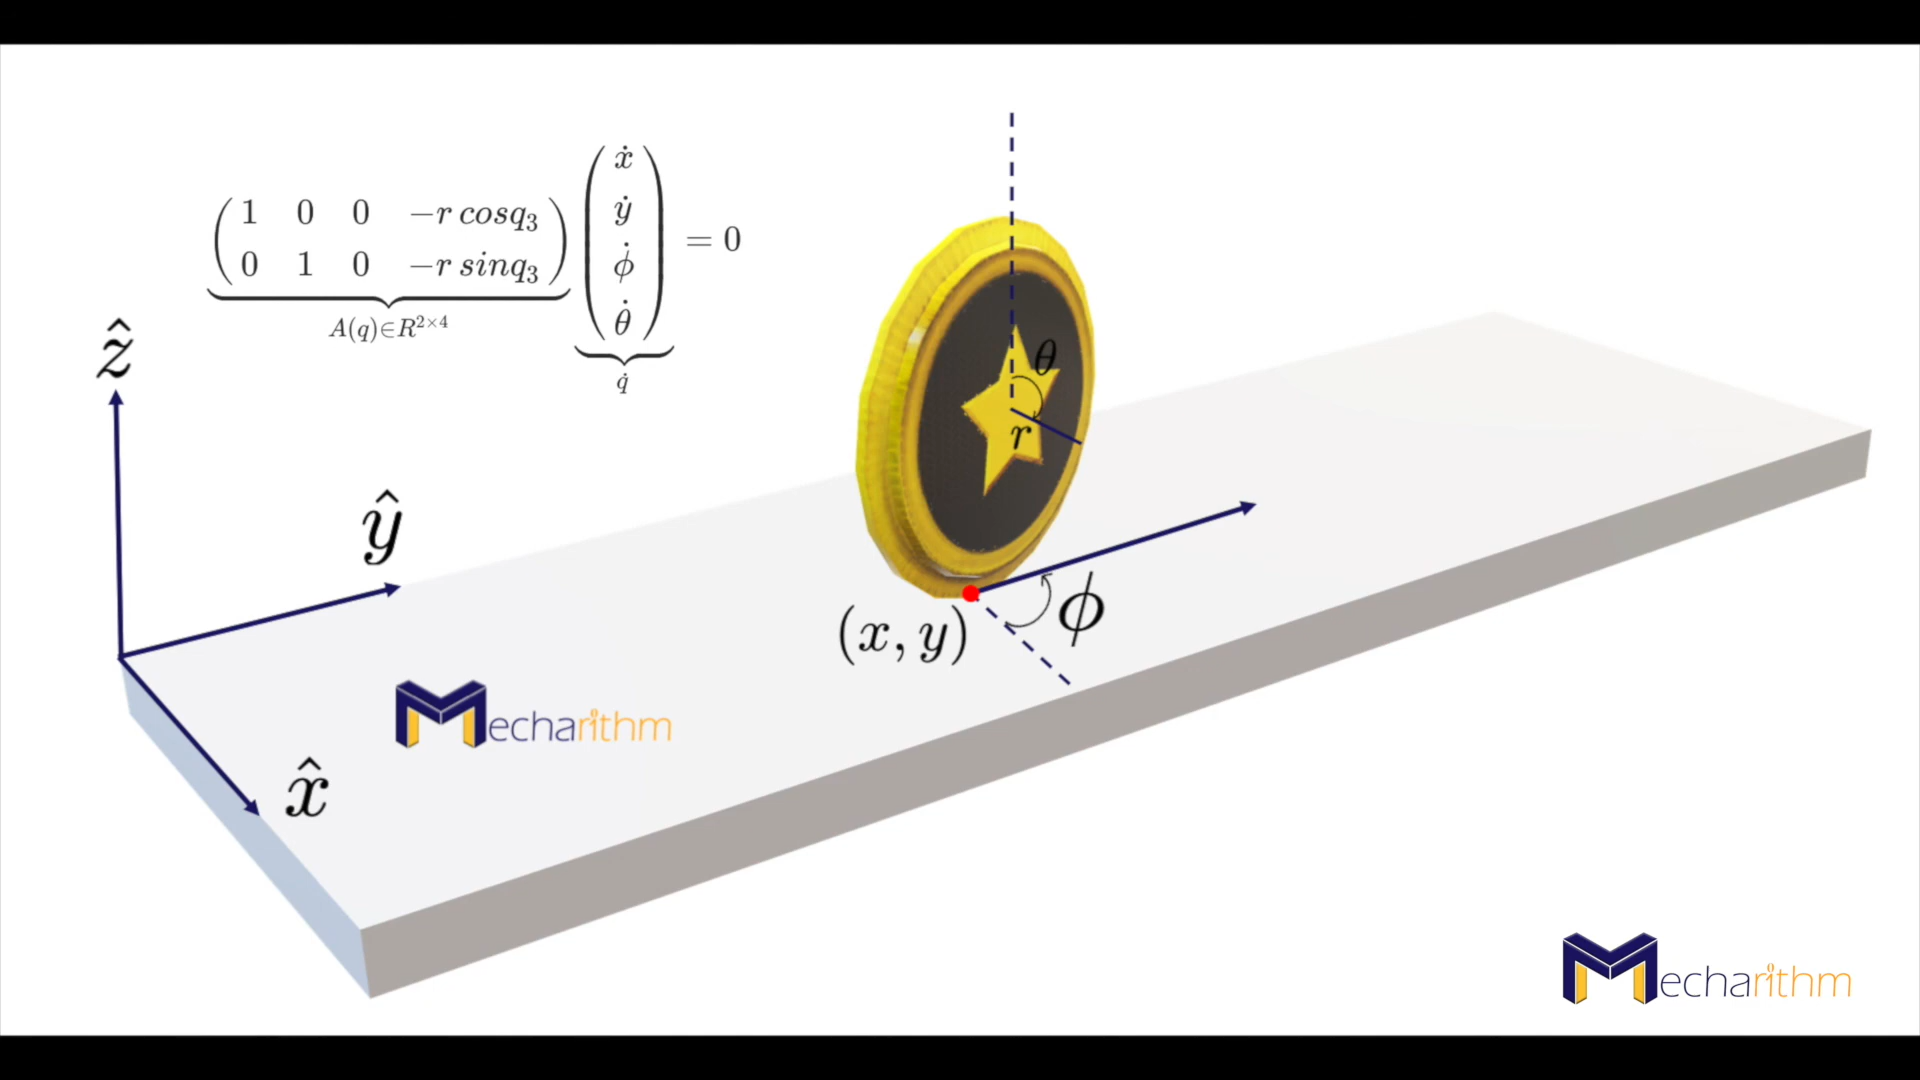 ( 1 0 0 −r cosq₃
0 1 0 −r sinq₃ ) ( ẋ ẏ ϕ̇ θ̇ ) = 0
A(q)∈R^{2×4}
q̇
ẑ
ŷ
x̂
θ
r
ϕ
(x, y)
Mecharithm
Mecharithm